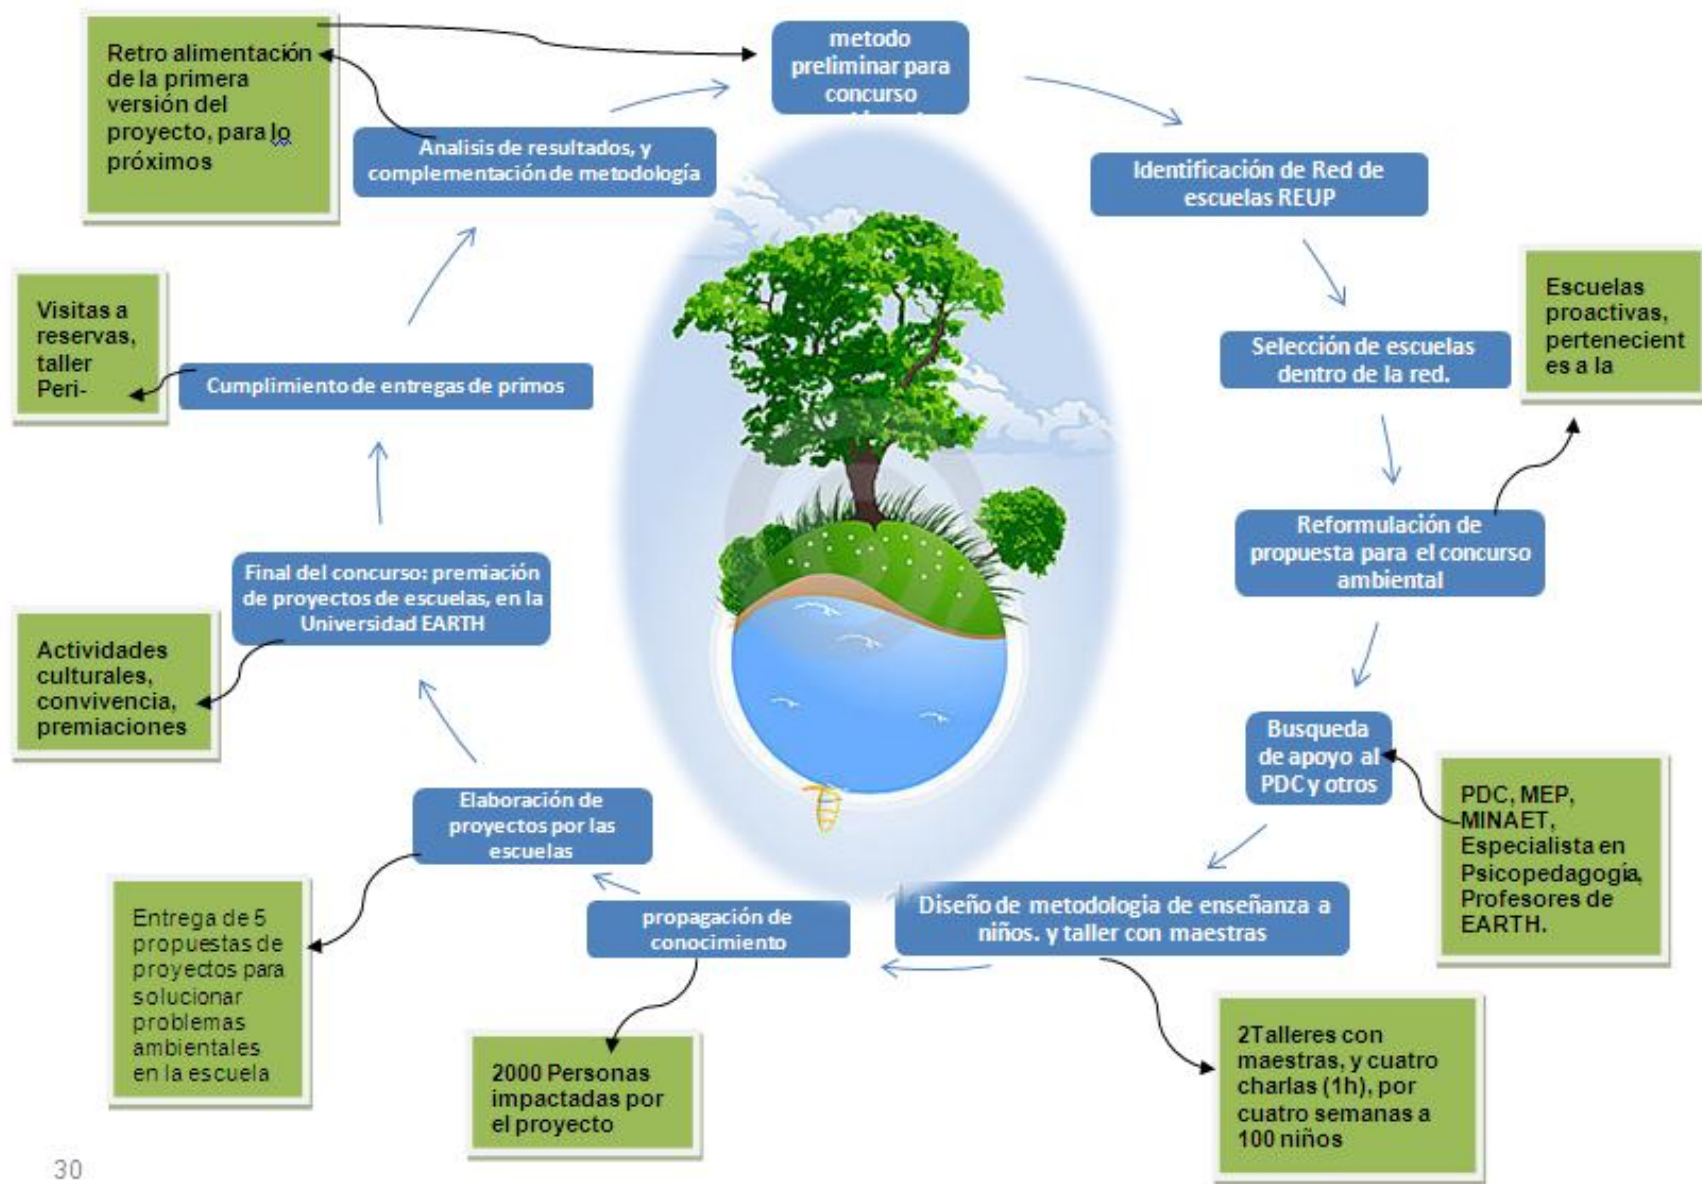 Retro alimentación
de la primera
versión del
proyecto, para lo
próximos
metodo
preliminar para
concurso
Analisis de resultados, y
complementación de metodología
Identificación de Red de
escuelas REUP
Visitas a
reservas,
taller
Peri-
Cumplimiento de entregas de primos
Selección de escuelas
dentro de la red.
Escuelas
proactivas,
pertenecient
es a la
Reformulación de
propuesta para el concurso
ambiental
Final del concurso: premiación
de proyectos de escuelas, en la
Universidad EARTH
Actividades
culturales,
convivencia,
premiaciones
Busqueda
de apoyo al
PDC y otros
PDC, MEP,
MINAET,
Especialista en
Psicopedagogía,
Profesores de
EARTH.
Elaboración de
proyectos por las
escuelas
Entrega de 5
propuestas de
proyectos para
solucionar
problemas
ambientales
en la escuela
propagación de
conocimiento
Diseño de metodologia de enseñanza a
niños. y taller con maestras
2000 Personas
impactadas por
el proyecto
2Talleres con
maestras, y cuatro
charlas (1h), por
cuatro semanas a
100 niños
30